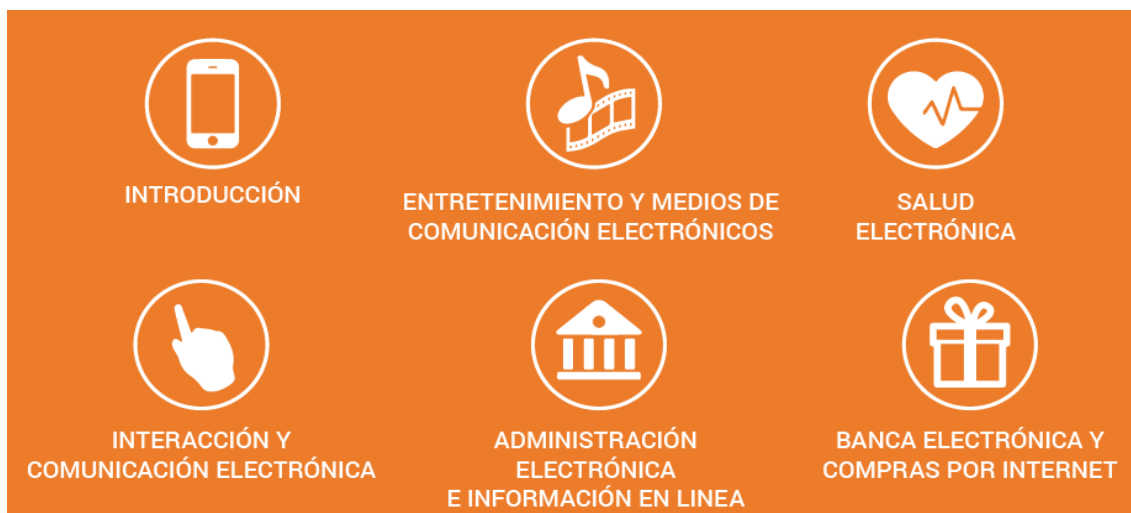 INTRODUCCIÓN
ENTRETENIMIENTO Y MEDIOS DE
COMUNICACIÓN ELECTRÓNICOS
SALUD
ELECTRÓNICA
INTERACCIÓN Y
COMUNICACIÓN ELECTRÓNICA
ADMINISTRACIÓN
ELECTRÓNICA
E INFORMACIÓN EN LINEA
BANCA ELECTRÓNICA Y
COMPRAS POR INTERNET